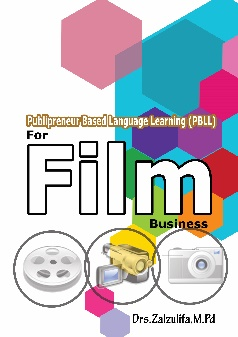 Publipreneur Based Language Learning (PBLL)
For
Film
Business
Drs.Zalzulifa,M.Pd